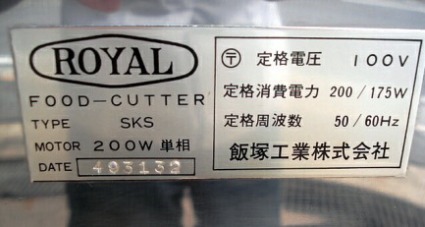 ROYAL
FOOD-CUTTER
TYPE SKS
MOTOR 200W 単相
DATE 493139
〒 定格電圧 100V
定格消費電力 200 / 175W
定格周波数 50 / 60Hz
飯塚工業株式会社